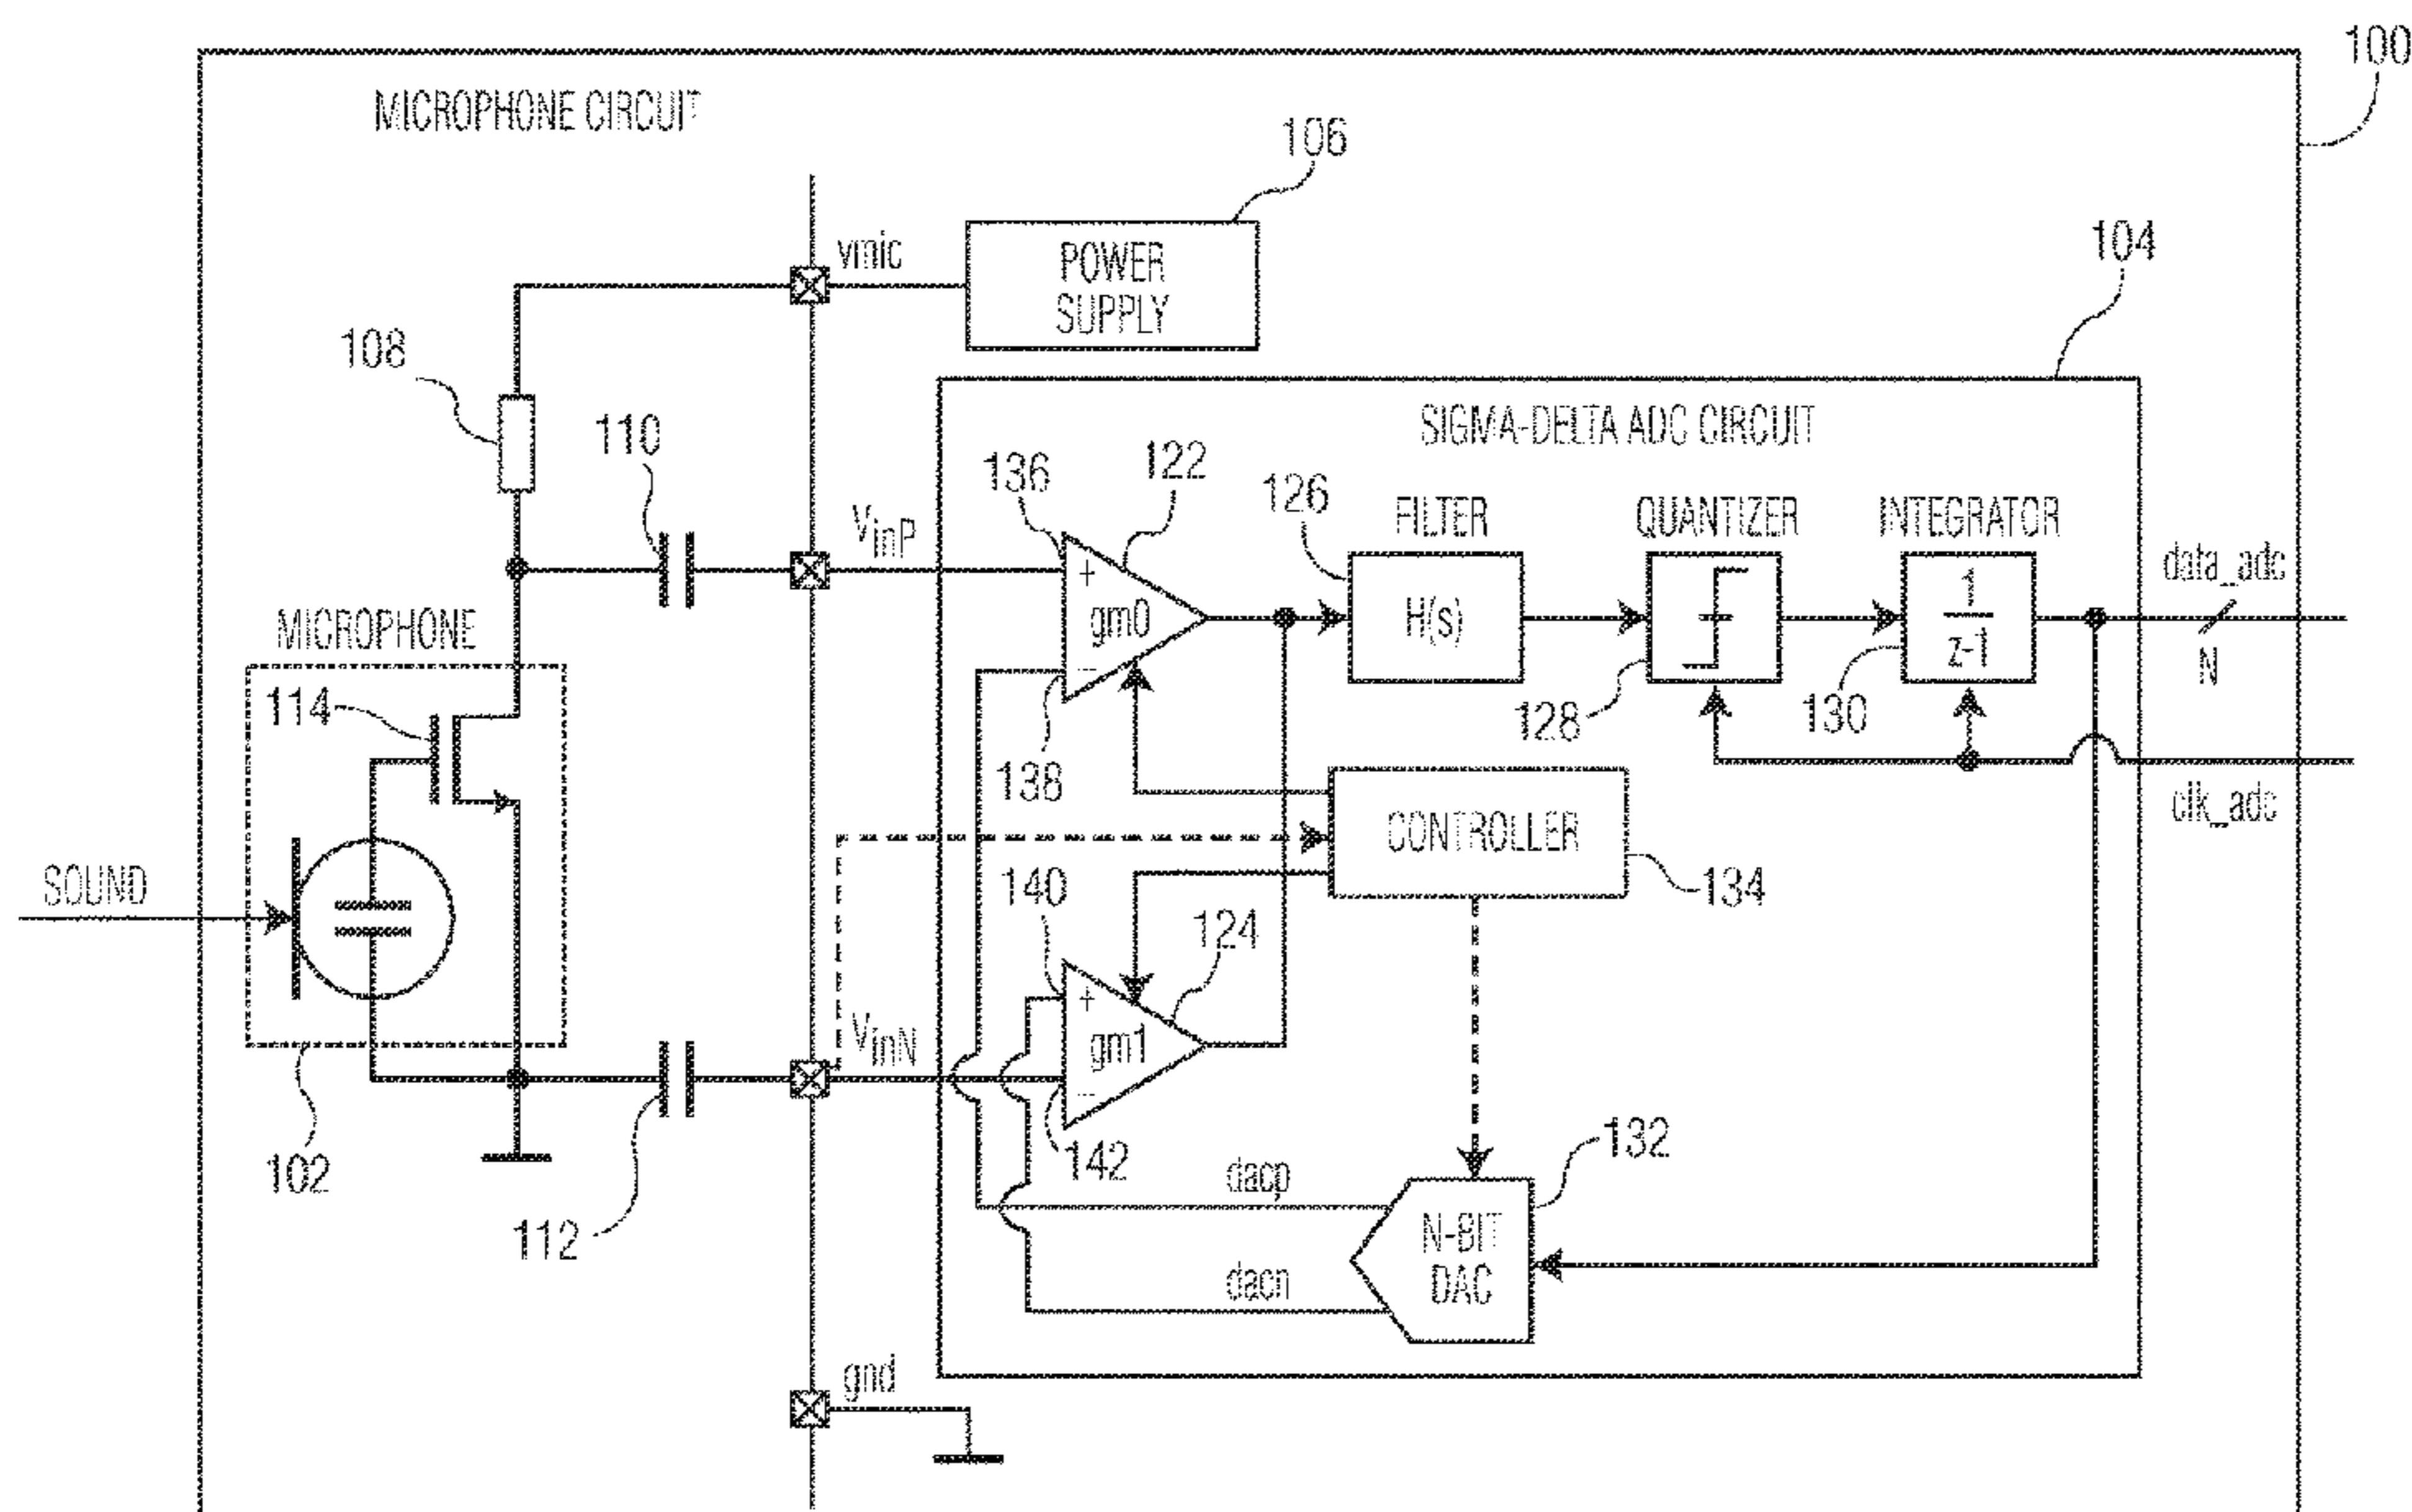 100
MICROPHONE CIRCUIT
106
vmic
POWER
SUPPLY
104
108
SIGMA-DELTA ADC CIRCUIT
110
136
122
126
FILTER
QUANTIZER
INTEGRATOR
VinP
data_adc
+
gm0
-
H(s)
1
z-1
N
MICROPHONE
114
138
128
130
clk_adc
CONTROLLER
134
SOUND
140
124
+
gm1
-
VinN
102
142
132
112
dacp
N-BIT
DAC
dacn
gnd